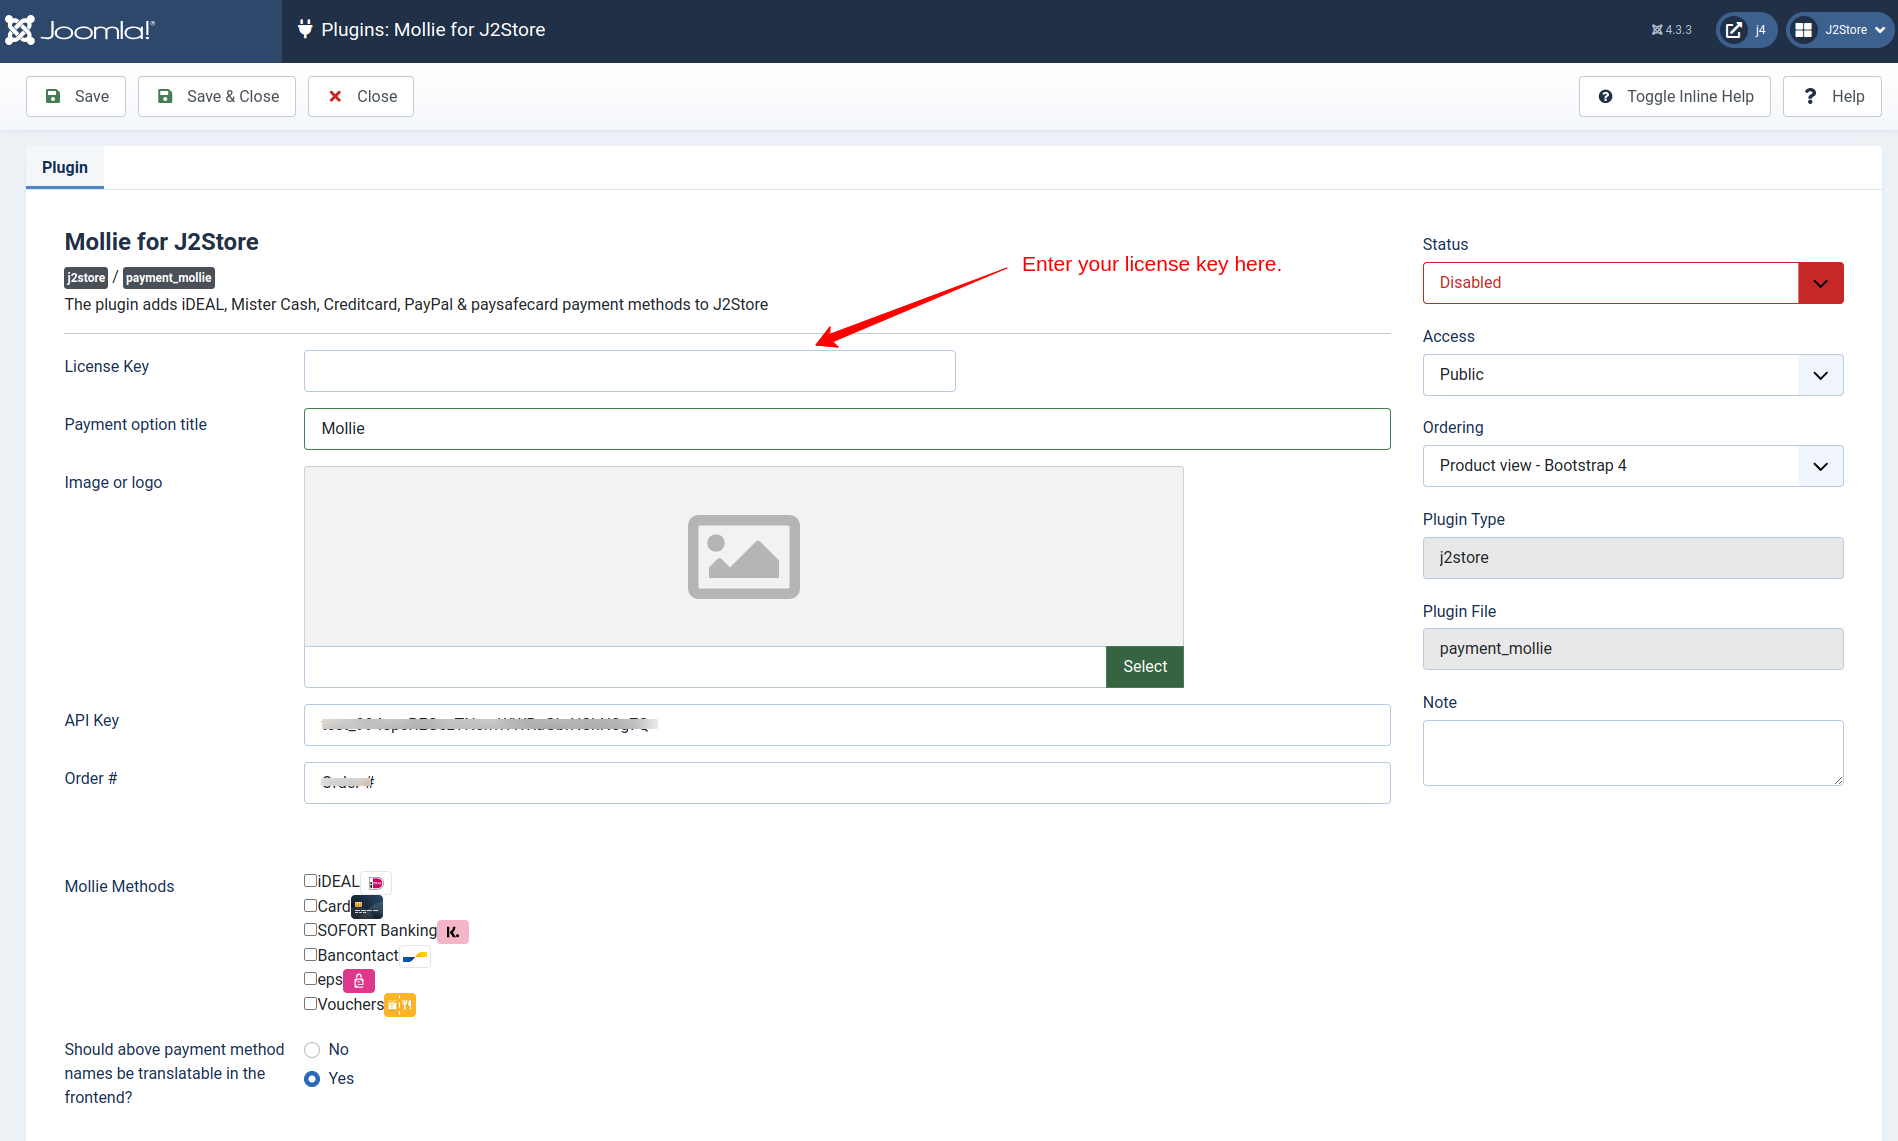 Joomla!®
Plugins: Mollie for J2Store
4.3.3
j4
J2Store
Save
Save & Close
Close
Toggle Inline Help
Help
Plugin
Mollie for J2Store
j2store / payment_mollie
The plugin adds iDEAL, Mister Cash, Creditcard, PayPal & paysafecard payment methods to J2Store
Enter your license key here.
License Key
Payment option title
Mollie
Image or logo
Select
API Key
Order #
Order #
Mollie Methods
iDEAL
Card
SOFORT Banking K.
Bancontact
eps
Vouchers
Should above payment method
names be translatable in the
frontend?
No
Yes
Status
Disabled
Access
Public
Ordering
Product view - Bootstrap 4
Plugin Type
j2store
Plugin File
payment_mollie
Note